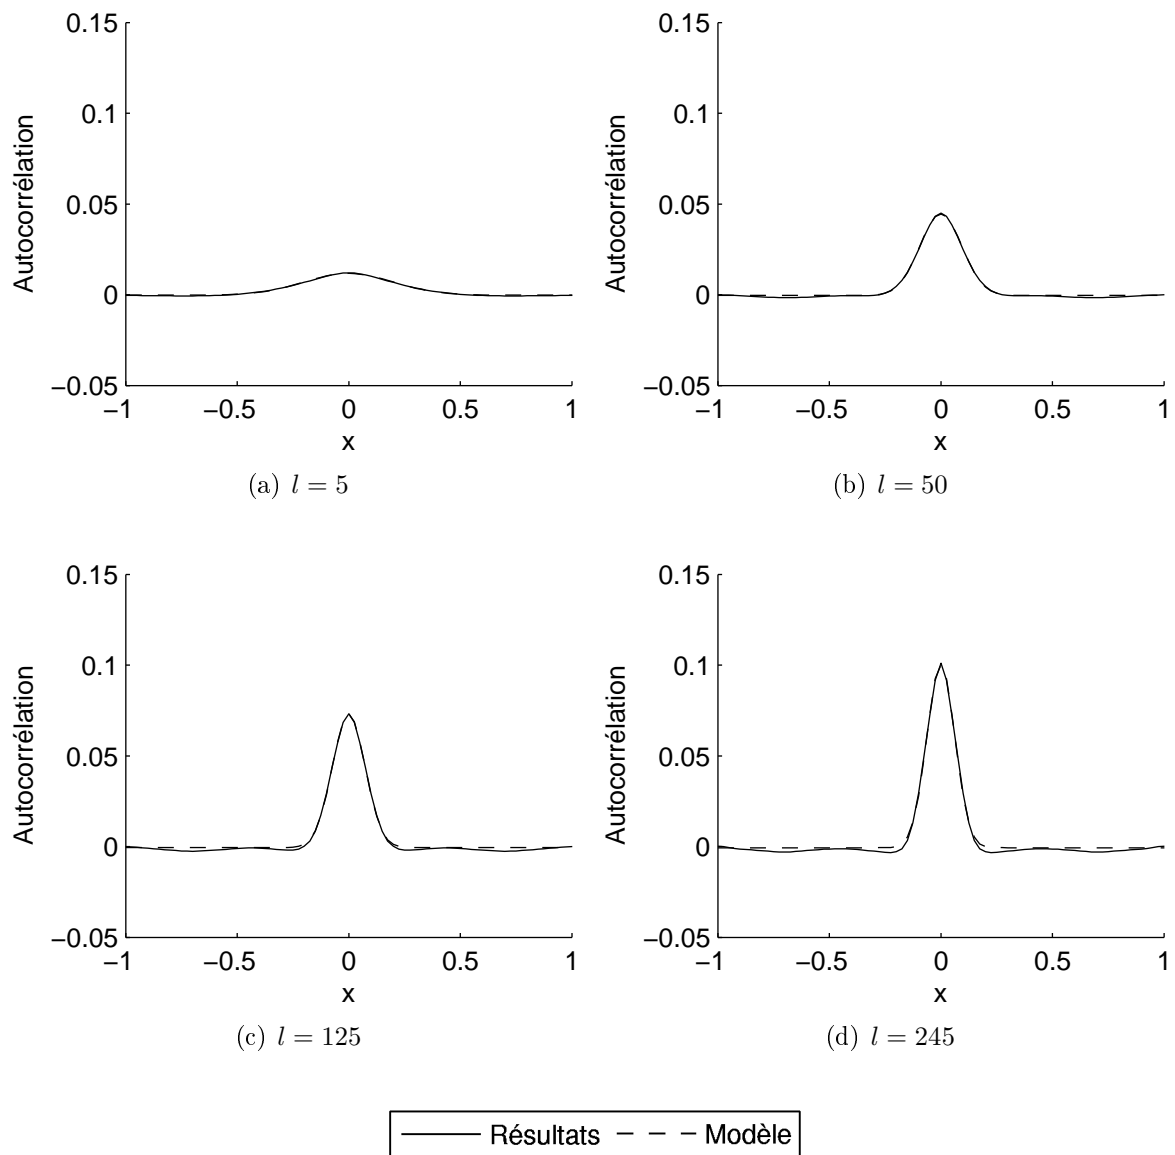 0.15
0.1
0.05
0
−0.05
Autocorrélation
−1 −0.5 0 0.5 1
x
(a) l = 5
0.15
0.1
0.05
0
−0.05
Autocorrélation
−1 −0.5 0 0.5 1
x
(b) l = 50
0.15
0.1
0.05
0
−0.05
Autocorrélation
−1 −0.5 0 0.5 1
x
(c) l = 125
0.15
0.1
0.05
0
−0.05
Autocorrélation
−1 −0.5 0 0.5 1
x
(d) l = 245
Résultats Modèle